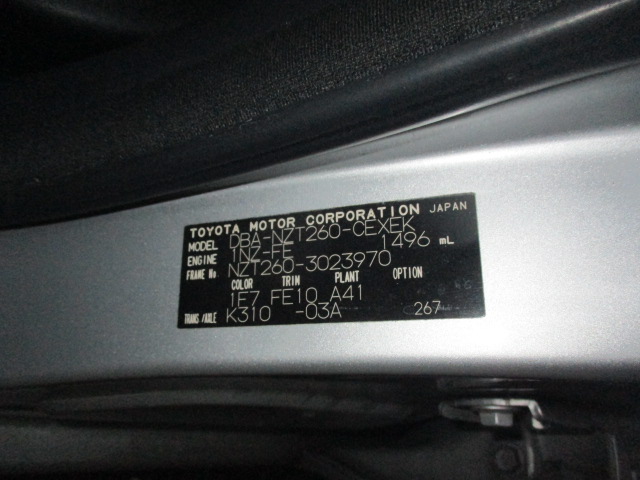 TOYOTA MOTOR CORPORATION JAPAN
MODEL DBA-NZT260-CEXEK
ENGINE 1NZ-FE 1496 mL
FRAME No NZT260-3023970
COLOR TRIM PLANT OPTION
1E7 FE10 A41
TRANS/AXLE K310 -03A 267